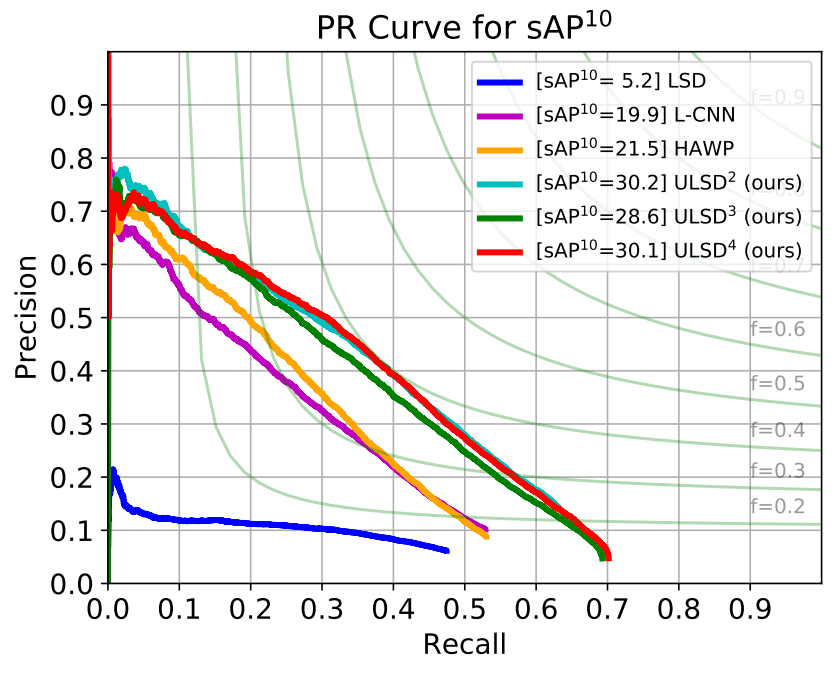 PR Curve for sAP¹⁰
[sAP¹⁰= 5.2] LSD
[sAP¹⁰=19.9] L-CNN
[sAP¹⁰=21.5] HAWP
[sAP¹⁰=30.2] ULSD² (ours)
[sAP¹⁰=28.6] ULSD³ (ours)
[sAP¹⁰=30.1] ULSD⁴ (ours)
f=0.9
f=0.7
f=0.6
f=0.5
f=0.4
f=0.3
f=0.2
Precision
0.9
0.8
0.7
0.6
0.5
0.4
0.3
0.2
0.1
0.0
0.0 0.1 0.2 0.3 0.4 0.5 0.6 0.7 0.8 0.9
Recall